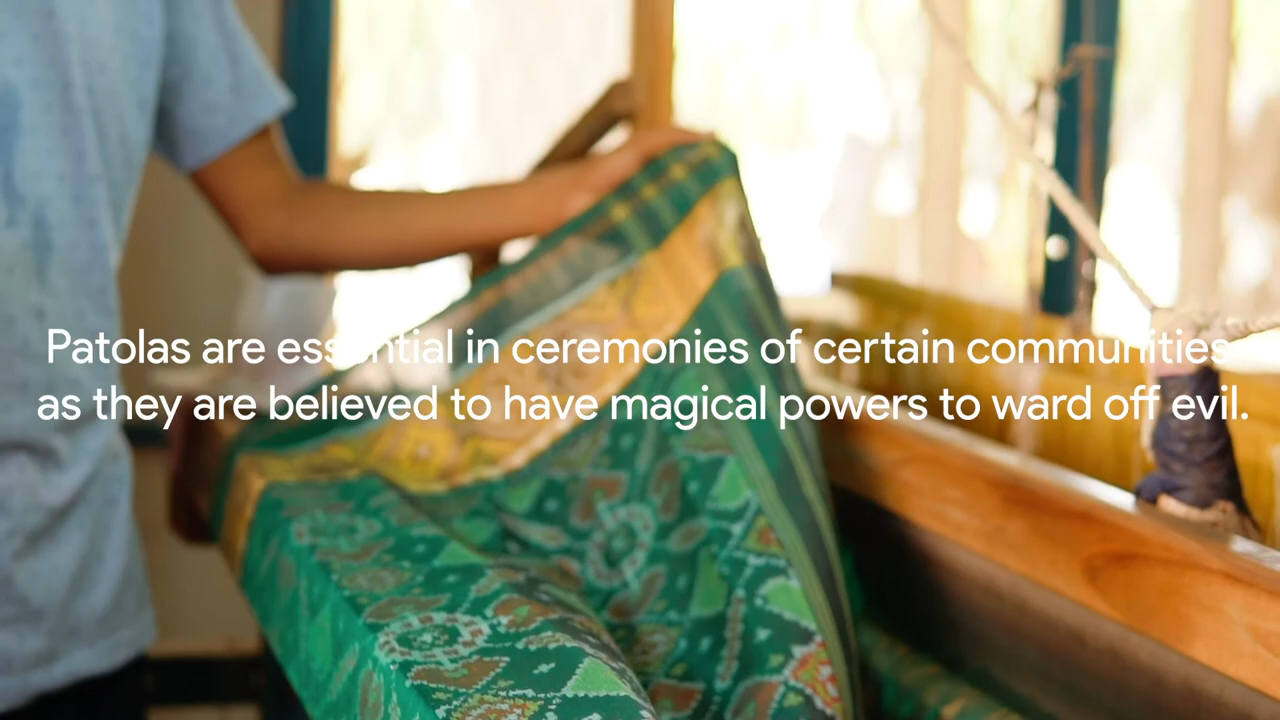 Patolas are essential in ceremonies of certain communities
as they are believed to have magical powers to ward off evil.